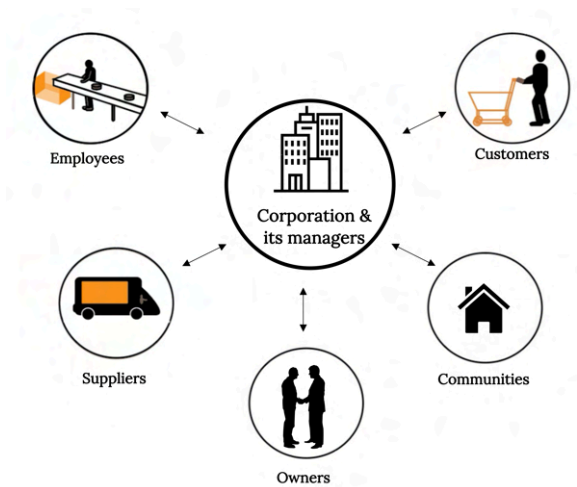 Employees
Customers
Corporation &
its managers
Suppliers
Communities
Owners